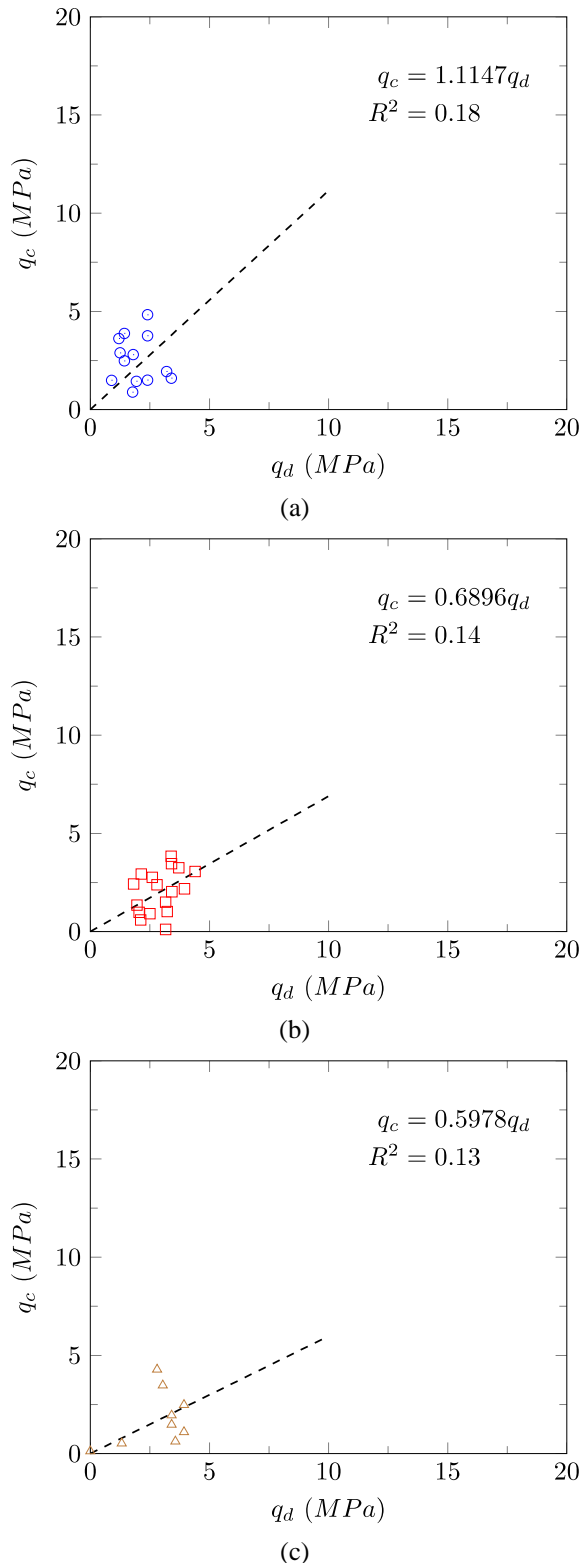 20
q_c = 1.1147q_d
R^2 = 0.18
15
10
5
0
q_c (MPa)
0 5 10 15 20
q_d (MPa)
(a)
20
q_c = 0.6896q_d
R^2 = 0.14
15
10
5
0
q_c (MPa)
0 5 10 15 20
q_d (MPa)
(b)
20
q_c = 0.5978q_d
R^2 = 0.13
15
10
5
0
q_c (MPa)
0 5 10 15 20
q_d (MPa)
(c)